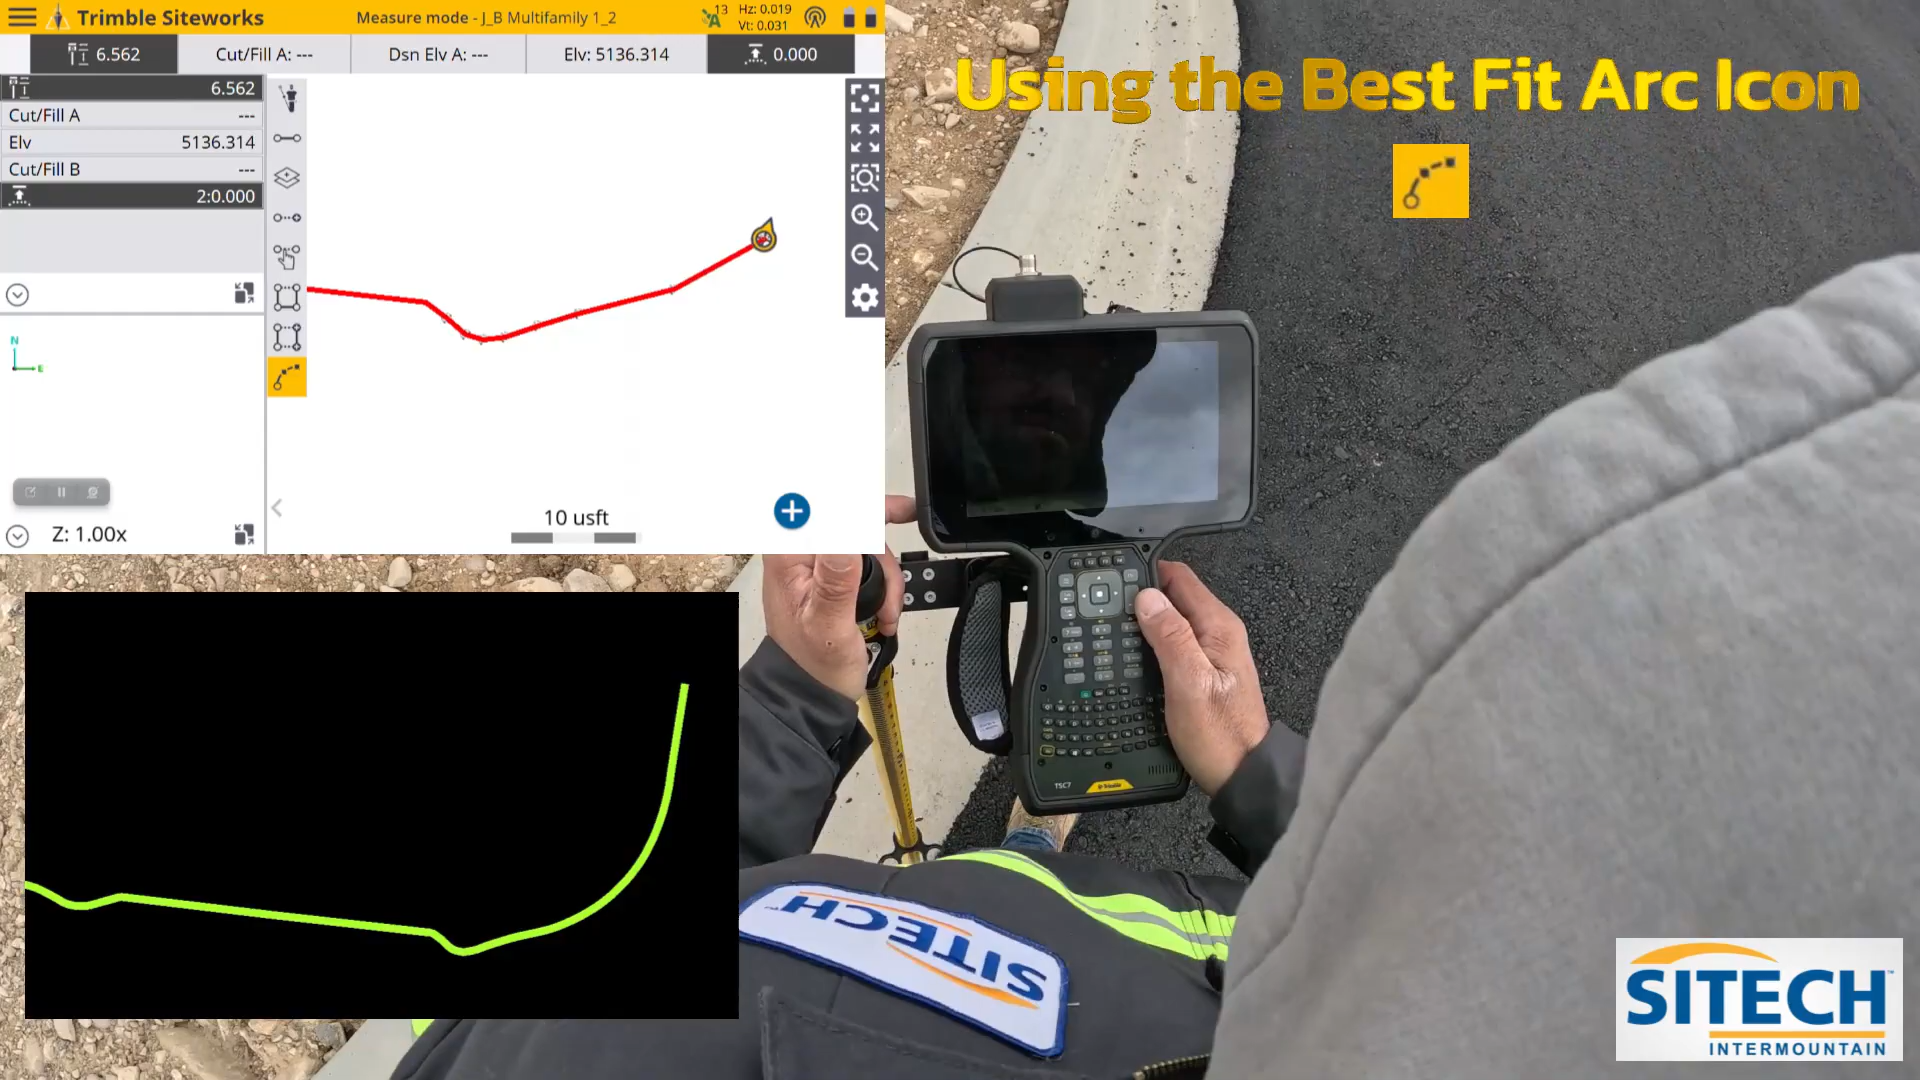 Trimble Siteworks
Measure mode - J_B Multifamily 1_2
13
Hz: 0.019
Vt: 0.031
6.562
Cut/Fill A: ---
Dsn Elv A: ---
Elv: 5136.314
0.000
6.562
Cut/Fill A
---
Elv
5136.314
Cut/Fill B
---
2:0.000
N
E
Z: 1.00x
10 usft
Using the Best Fit Arc Icon
TSC7
Trimble
SITECH
SITECH
INTERMOUNTAIN